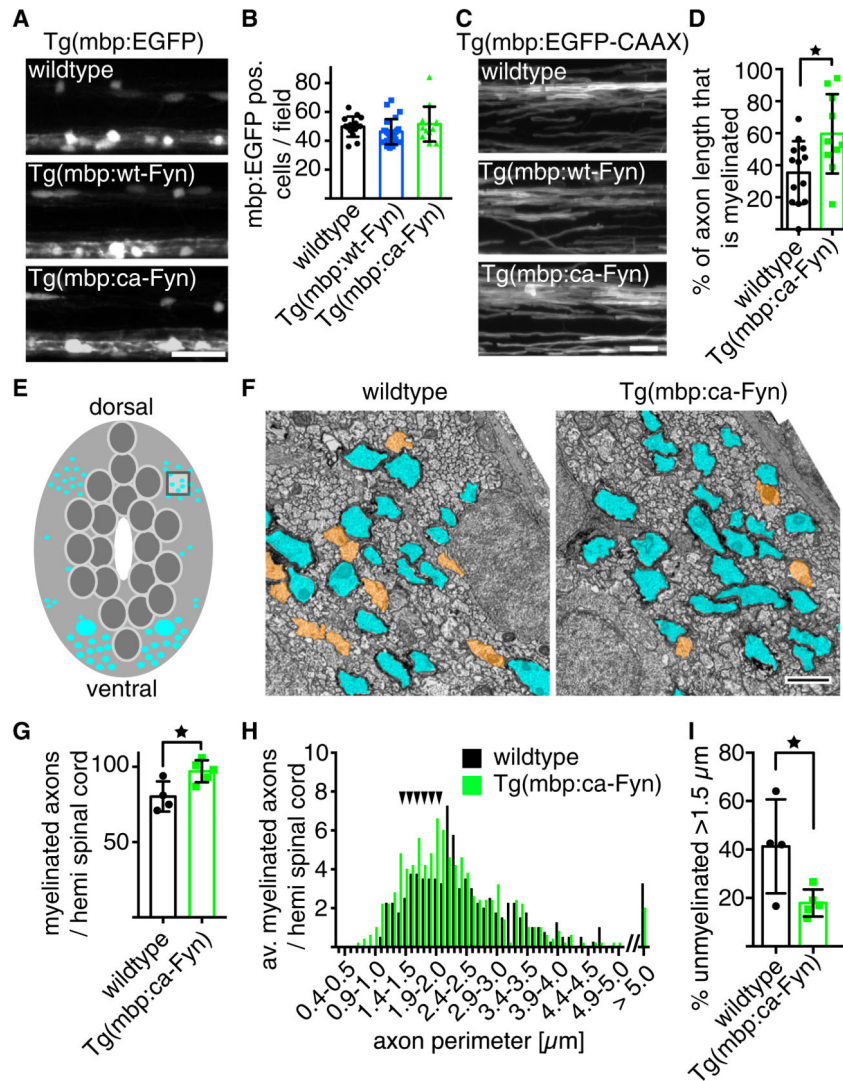 A
Tg(mbp:EGFP)
wildtype
Tg(mbp:wt-Fyn)
Tg(mbp:ca-Fyn)
B
mbp:EGFP pos.
cells / field
80
60
40
20
wildtype
Tg(mbp:wt-Fyn)
Tg(mbp:ca-Fyn)
C
Tg(mbp:EGFP-CAAX)
wildtype
Tg(mbp:wt-Fyn)
Tg(mbp:ca-Fyn)
D
% of axon length that
is myelinated
100
80
60
40
20
wildtype
Tg(mbp:ca-Fyn)
E
dorsal
ventral
F
wildtype
Tg(mbp:ca-Fyn)
G
myelinated axons
/ hemi spinal cord
100
50
wildtype
Tg(mbp:ca-Fyn)
H
av. myelinated axons
/ hemi spinal cord
10
8
6
4
2
wildtype
Tg(mbp:ca-Fyn)
0.4-0.5
0.9-1.0
1.4-1.5
1.9-2.0
2.4-2.5
2.9-3.0
3.4-3.5
3.9-4.0
4.4-4.5
4.9-5.0
> 5.0
//
axon perimeter [µm]
I
% unmyelinated >1.5 µm
80
60
40
20
wildtype
Tg(mbp:ca-Fyn)